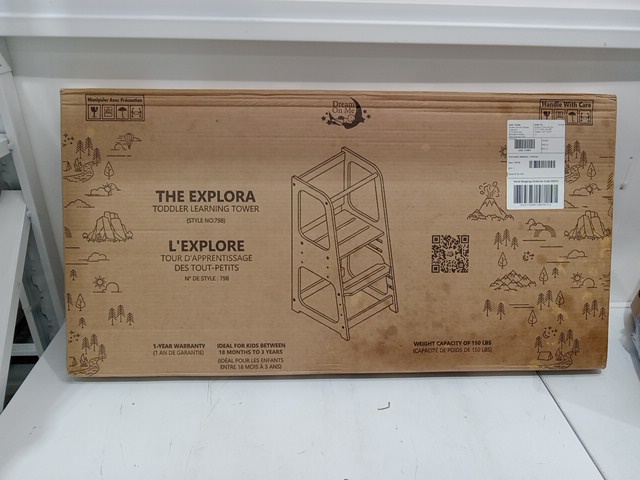 Manipuler Avec Précaution
Dream
On Me
Handle With Care
THE EXPLORA
TODDLER LEARNING TOWER
(STYLE NO:798)
L'EXPLORE
TOUR D'APPRENTISSAGE
DES TOUT-PETITS
N° DE STYLE : 798
1-YEAR WARRANTY
(1 AN DE GARANTIE)
IDEAL FOR KIDS BETWEEN
18 MONTHS TO 3 YEARS
(IDÉAL POUR LES ENFANTS
ENTRE 18 MOIS À 3 ANS)
WEIGHT CAPACITY OF 150 LBS
(CAPACITÉ DE POIDS DE 150 LBS)